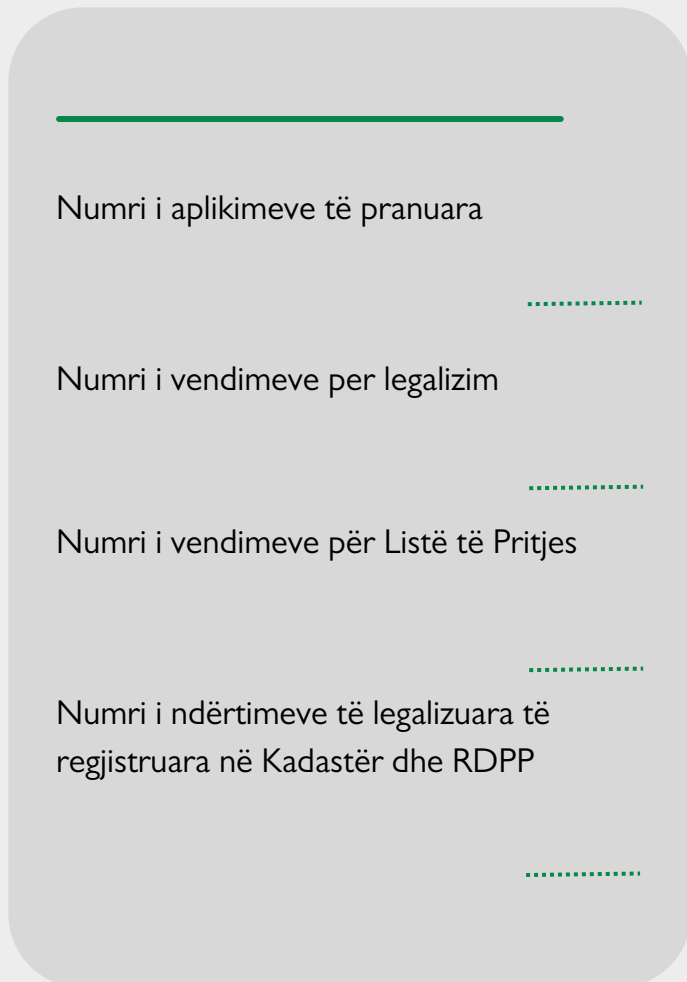 Numri i aplikimeve të pranuara
Numri i vendimeve per legalizim
Numri i vendimeve për Listë të Pritjes
Numri i ndërtimeve të legalizuara të
regjistruara në Kadastër dhe RDPP